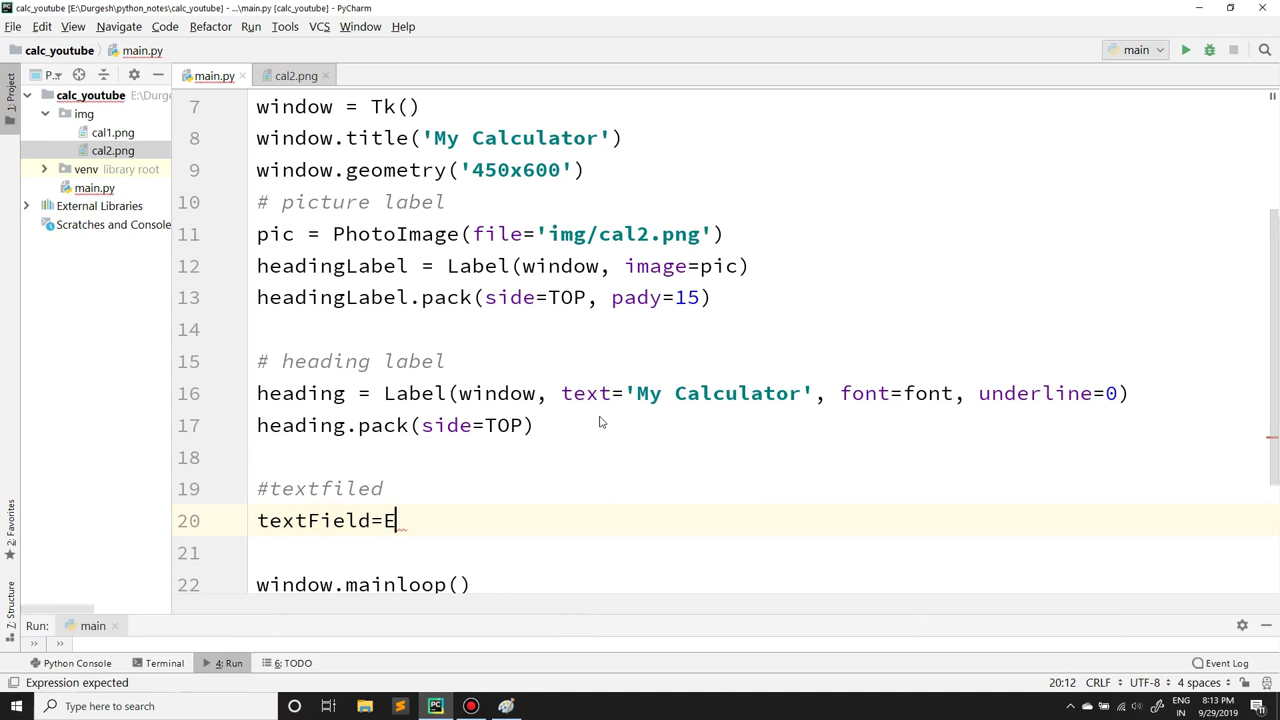 calc_youtube [E:\Durgesh\python_notes\calc_youtube] - ...\main.py [calc_youtube] - PyCharm
File Edit View Navigate Code Refactor Run Tools VCS Window Help
calc_youtube main.py main
1: Project P... main.py cal2.png
calc_youtube E:\Durge
img
cal1.png
cal2.png
venv library root
main.py
External Libraries
Scratches and Console
7 window = Tk()
8 window.title('My Calculator')
9 window.geometry('450x600')
10 # picture label
11 pic = PhotoImage(file='img/cal2.png')
12 headingLabel = Label(window, image=pic)
13 headingLabel.pack(side=TOP, pady=15)
14
15 # heading label
16 heading = Label(window, text='My Calculator', font=font, underline=0)
17 heading.pack(side=TOP)
18
19 #textfiled
20 textField=E
21
22 window.mainloop()
2: Favorites
7: Structure
Run: main
>> >>
Python Console Terminal 4: Run 6: TODO Event Log
Expression expected 20:12 CRLF UTF-8 4 spaces
Type here to search ENG 8:13 PM
IN 9/29/2019